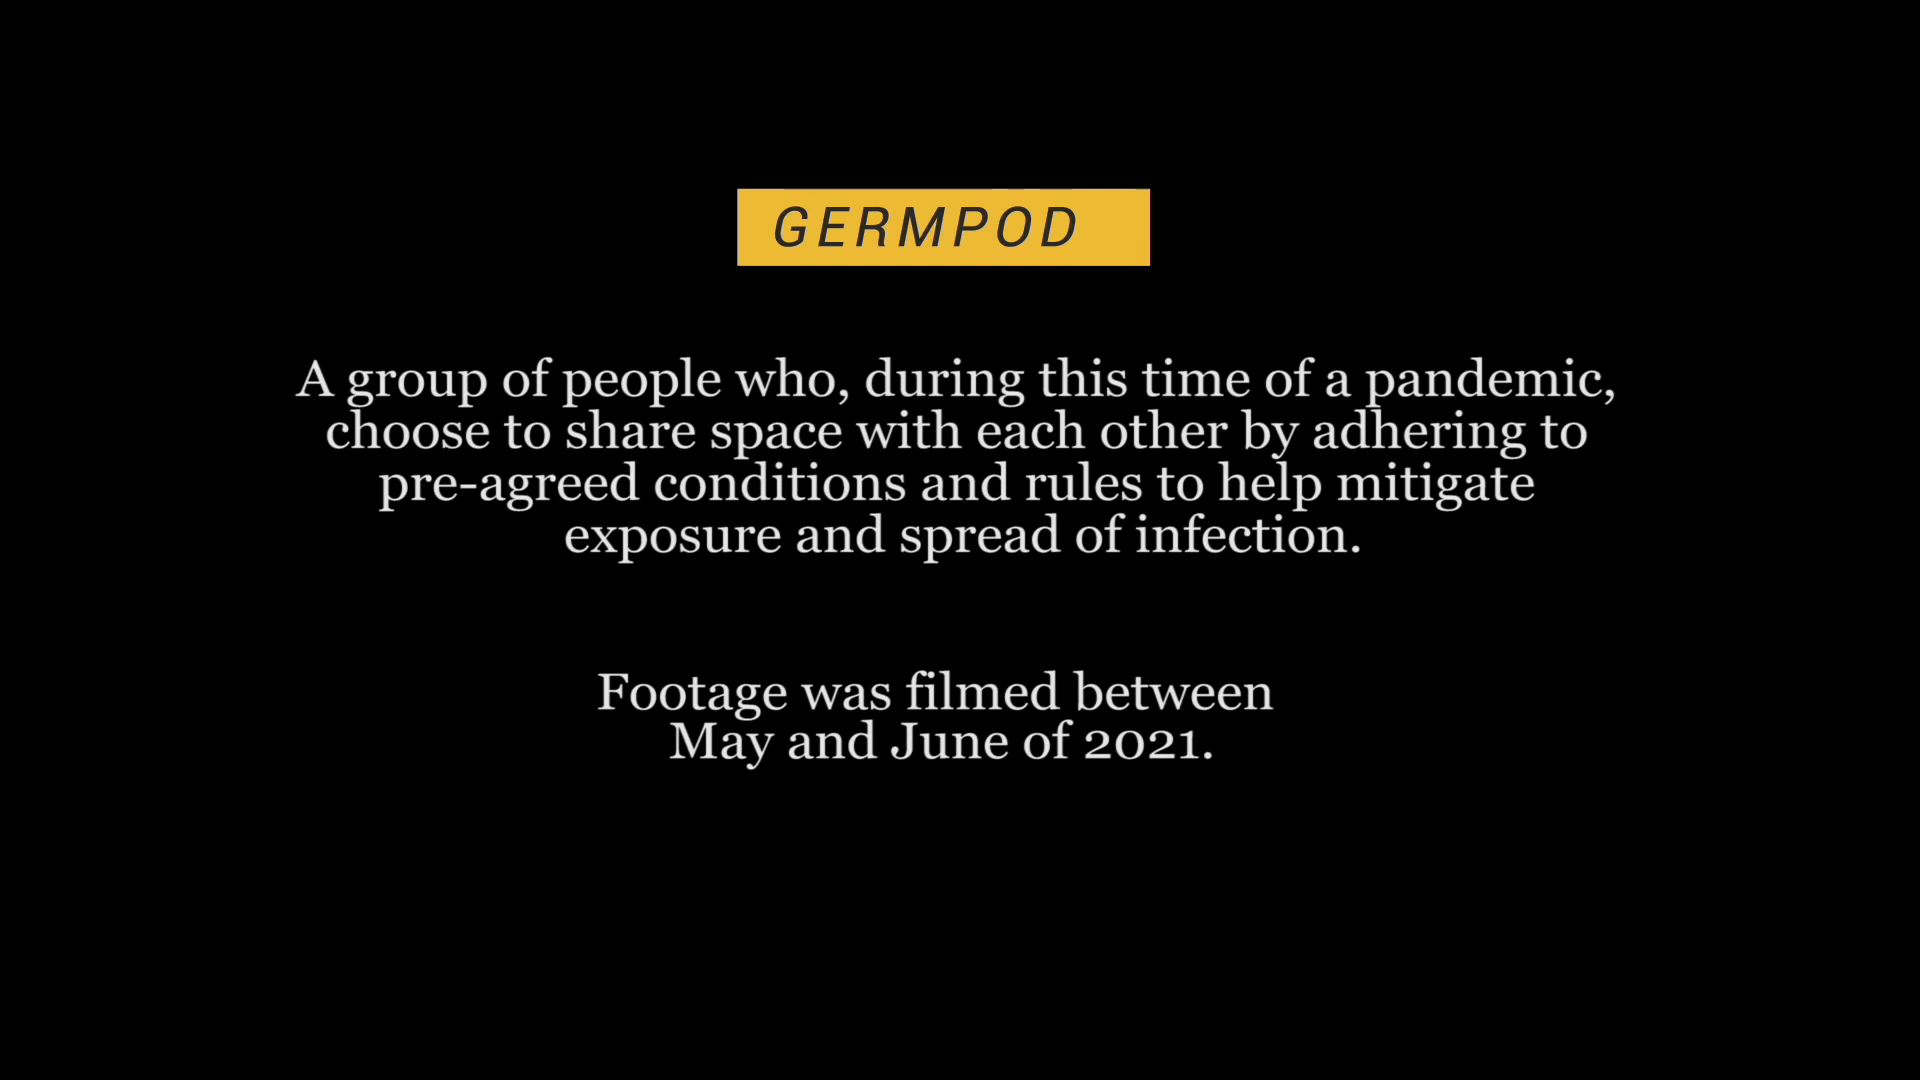 GERMPOD
A group of people who, during this time of a pandemic,
choose to share space with each other by adhering to
pre-agreed conditions and rules to help mitigate
exposure and spread of infection.
Footage was filmed between
May and June of 2021.